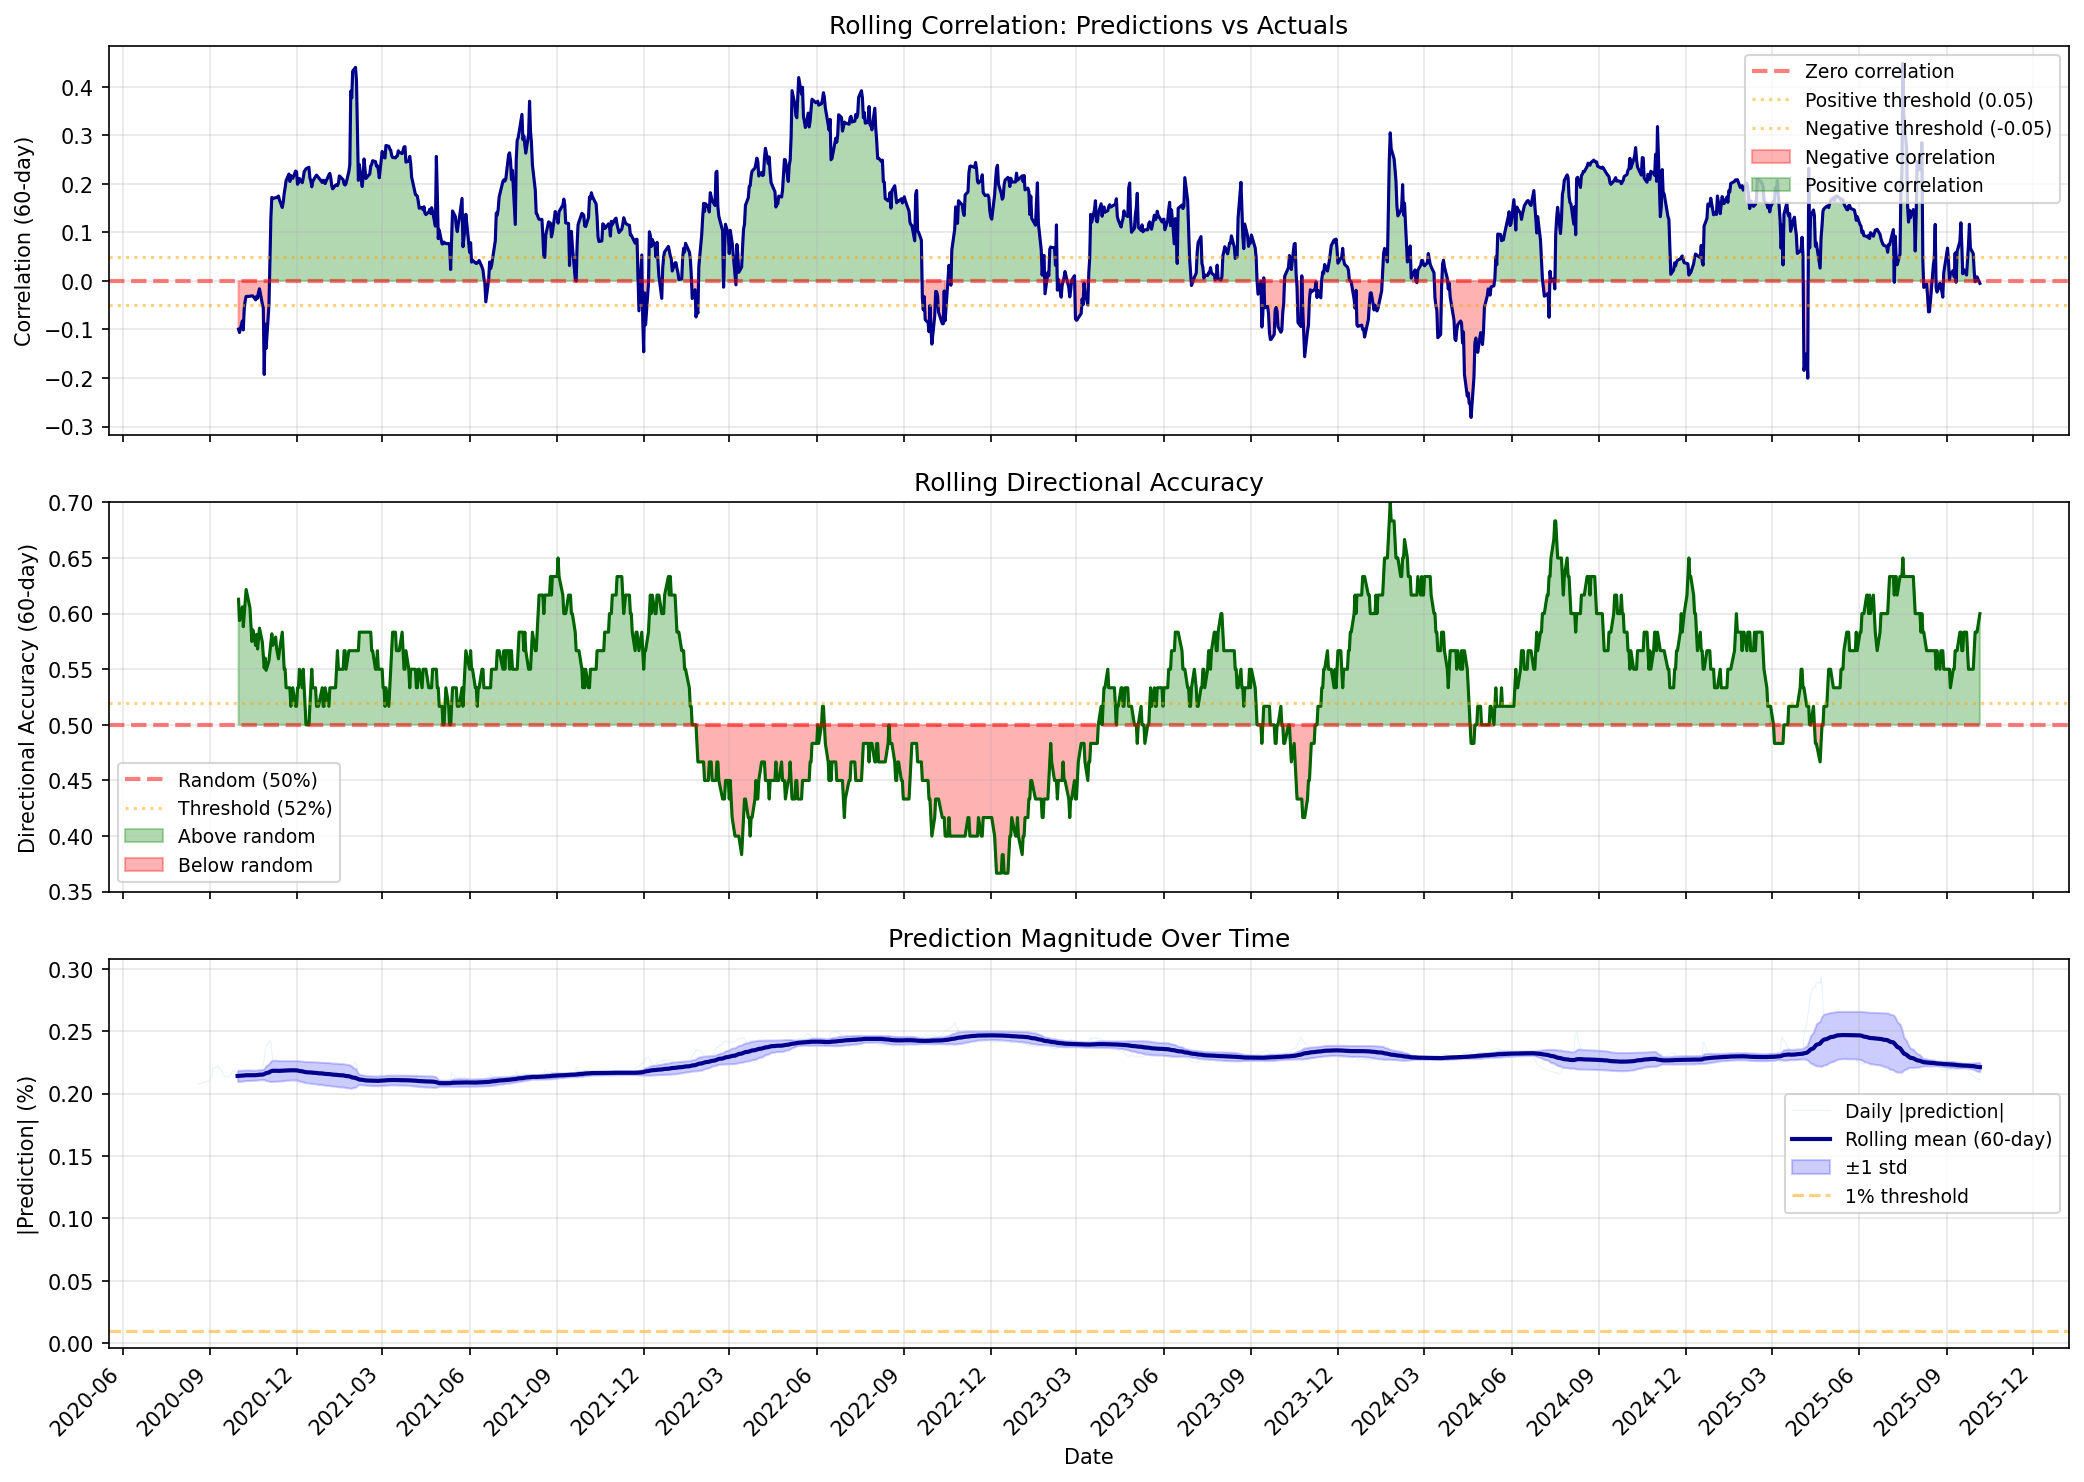 Rolling Correlation: Predictions vs Actuals
Correlation (60-day)
0.4
0.3
0.2
0.1
0.0
−0.1
−0.2
−0.3
Zero correlation
Positive threshold (0.05)
Negative threshold (-0.05)
Negative correlation
Positive correlation
Rolling Directional Accuracy
Directional Accuracy (60-day)
0.70
0.65
0.60
0.55
0.50
0.45
0.40
0.35
Random (50%)
Threshold (52%)
Above random
Below random
Prediction Magnitude Over Time
|Prediction| (%)
0.30
0.25
0.20
0.15
0.10
0.05
0.00
Daily |prediction|
Rolling mean (60-day)
±1 std
1% threshold
2020-06
2020-09
2020-12
2021-03
2021-06
2021-09
2021-12
2022-03
2022-06
2022-09
2022-12
2023-03
2023-06
2023-09
2023-12
2024-03
2024-06
2024-09
2024-12
2025-03
2025-06
2025-09
2025-12
Date